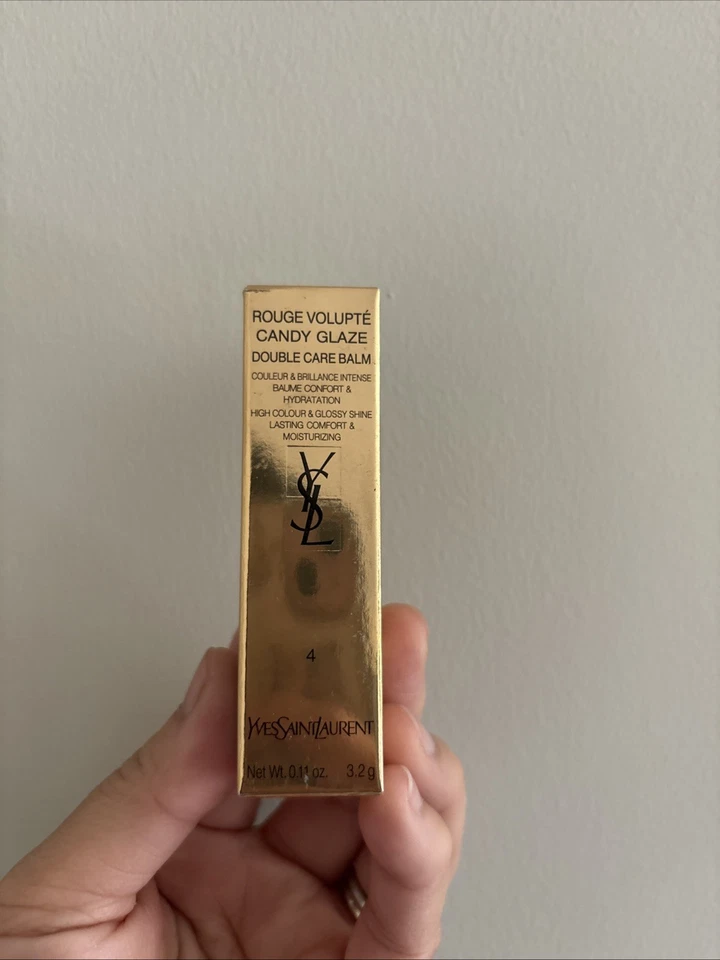 ROUGE VOLUPTÉ
CANDY GLAZE
DOUBLE CARE BALM
COULEUR & BRILLANCE INTENSE
BAUME CONFORT &
HYDRATATION
HIGH COLOUR & GLOSSY SHINE
LASTING COMFORT &
MOISTURIZING
YSL
4
YVESSAINTLAURENT
Net Wt. 0.11 oz. 3.2 g